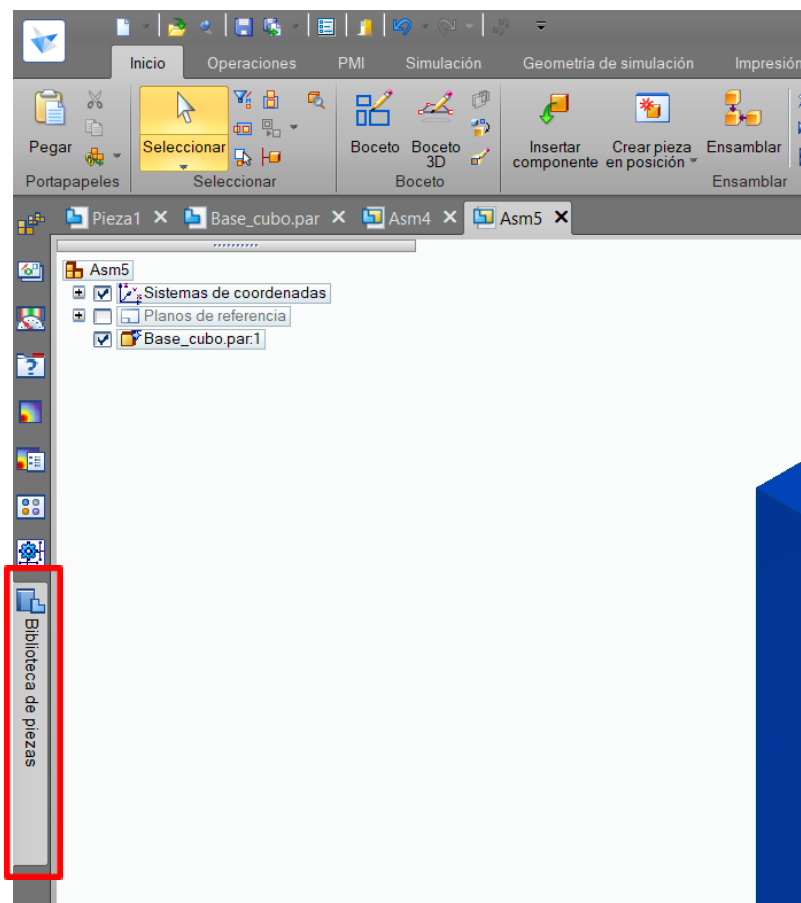 Inicio Operaciones PMI Simulación Geometría de simulación Impresión
Pegar Seleccionar Boceto Boceto 3D Insertar componente Crear pieza en posición Ensamblar
Portapapeles Seleccionar Boceto Ensamblar
Pieza1 Base_cubo.par Asm4 Asm5
Asm5
Sistemas de coordenadas
Planos de referencia
Base_cubo.par:1
Biblioteca de piezas